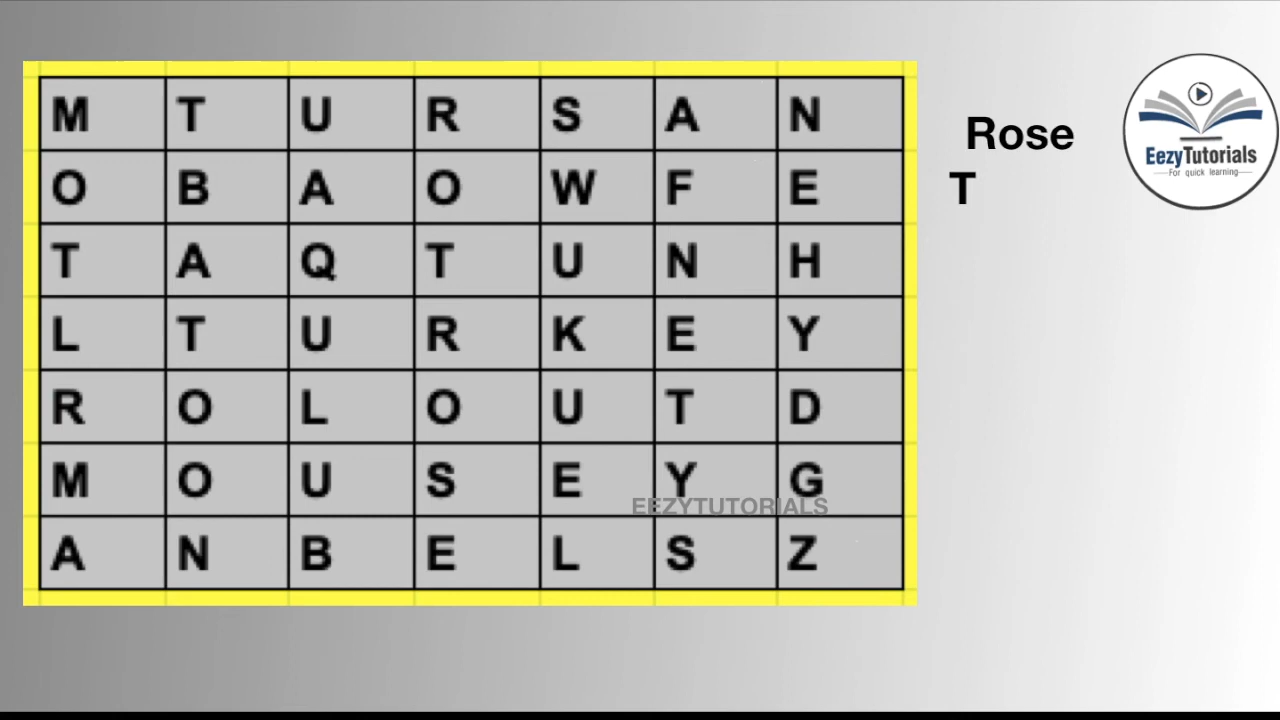 M T U R S A N
O B A O W F E
T A Q T U N H
L T U R K E Y
R O L O U T D
M O U S E Y G
A N B E L S Z
Rose
T
EezyTutorials
For quick learning
EEZYTUTORIALS